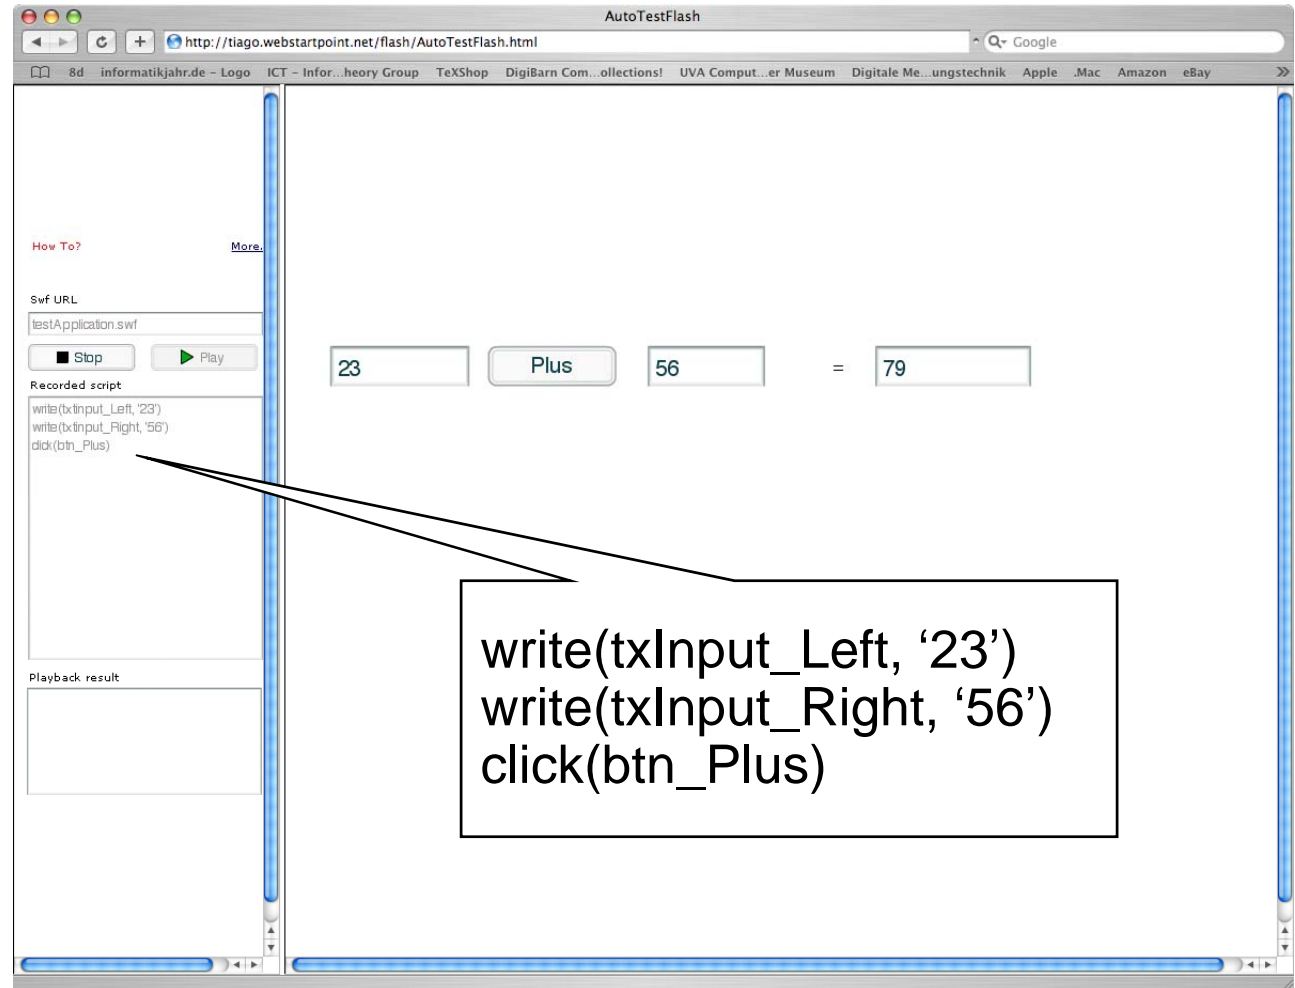 AutoTestFlash
http://tiago.webstartpoint.net/flash/AutoTestFlash.html
Google
8d informatikjahr.de – Logo ICT – Infor...heory Group TeXShop DigiBarn Com...ollections! UVA Comput...er Museum Digitale Me...ungstechnik Apple .Mac Amazon eBay
How To? More.
Swf URL
testApplication.swf
Stop Play
23 Plus 56 = 79
Recorded script
write(txtinput_Left, '23')
write(txtinput_Right, '56')
click(btn_Plus)
write(txInput_Left, ‘23’)
write(txInput_Right, ‘56’)
click(btn_Plus)
Playback result